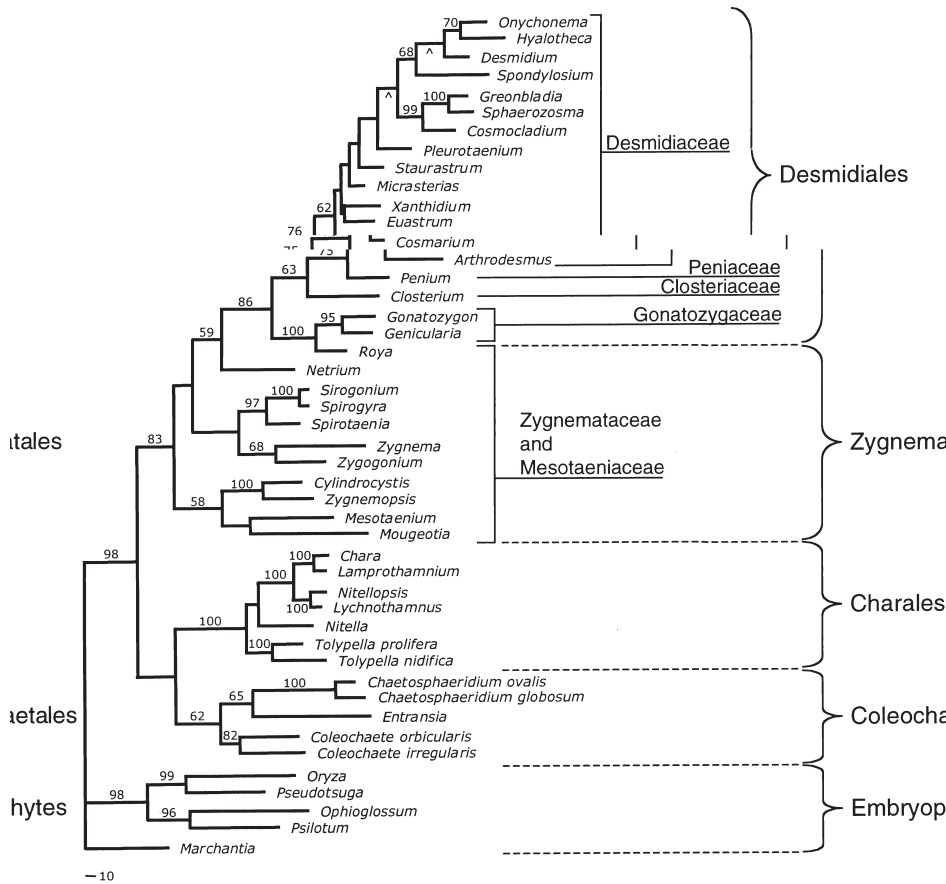 70
Onychonema
Hyalotheca
68
^
Desmidium
Spondylosium
^
100
Greonbladia
99
Sphaerozosma
Cosmocladium
Desmidiaceae
Pleurotaenium
Staurastrum
Desmidiales
Micrasterias
62
Xanthidium
Euastrum
76
Cosmarium
Arthrodesmus
63
Penium
Peniaceae
Closterium
Closteriaceae
86
95
Gonatozygon
Gonatozygaceae
59
100
Genicularia
Roya
Netrium
100
Sirogonium
97
Spirogyra
Spirotaenia
Zygnemataceae
83
68
Zygnema
and
atales
Zygnema
Zygogonium
Mesotaeniaceae
100
Cylindrocystis
58
Zygnemopsis
Mesotaenium
Mougeotia
98
100
Chara
100
Lamprothamnium
Nitellopsis
100
Lychnothamnus
Charales
100
Nitella
100
Tolypella prolifera
Tolypella nidifica
100
Chaetosphaeridium ovalis
65
Chaetosphaeridium globosum
62
Entransia
aetales
Coleocha
82
Coleochaete orbicularis
Coleochaete irregularis
99
Oryza
98
Pseudotsuga
hytes
Embryop
96
Ophioglossum
Psilotum
Marchantia
10